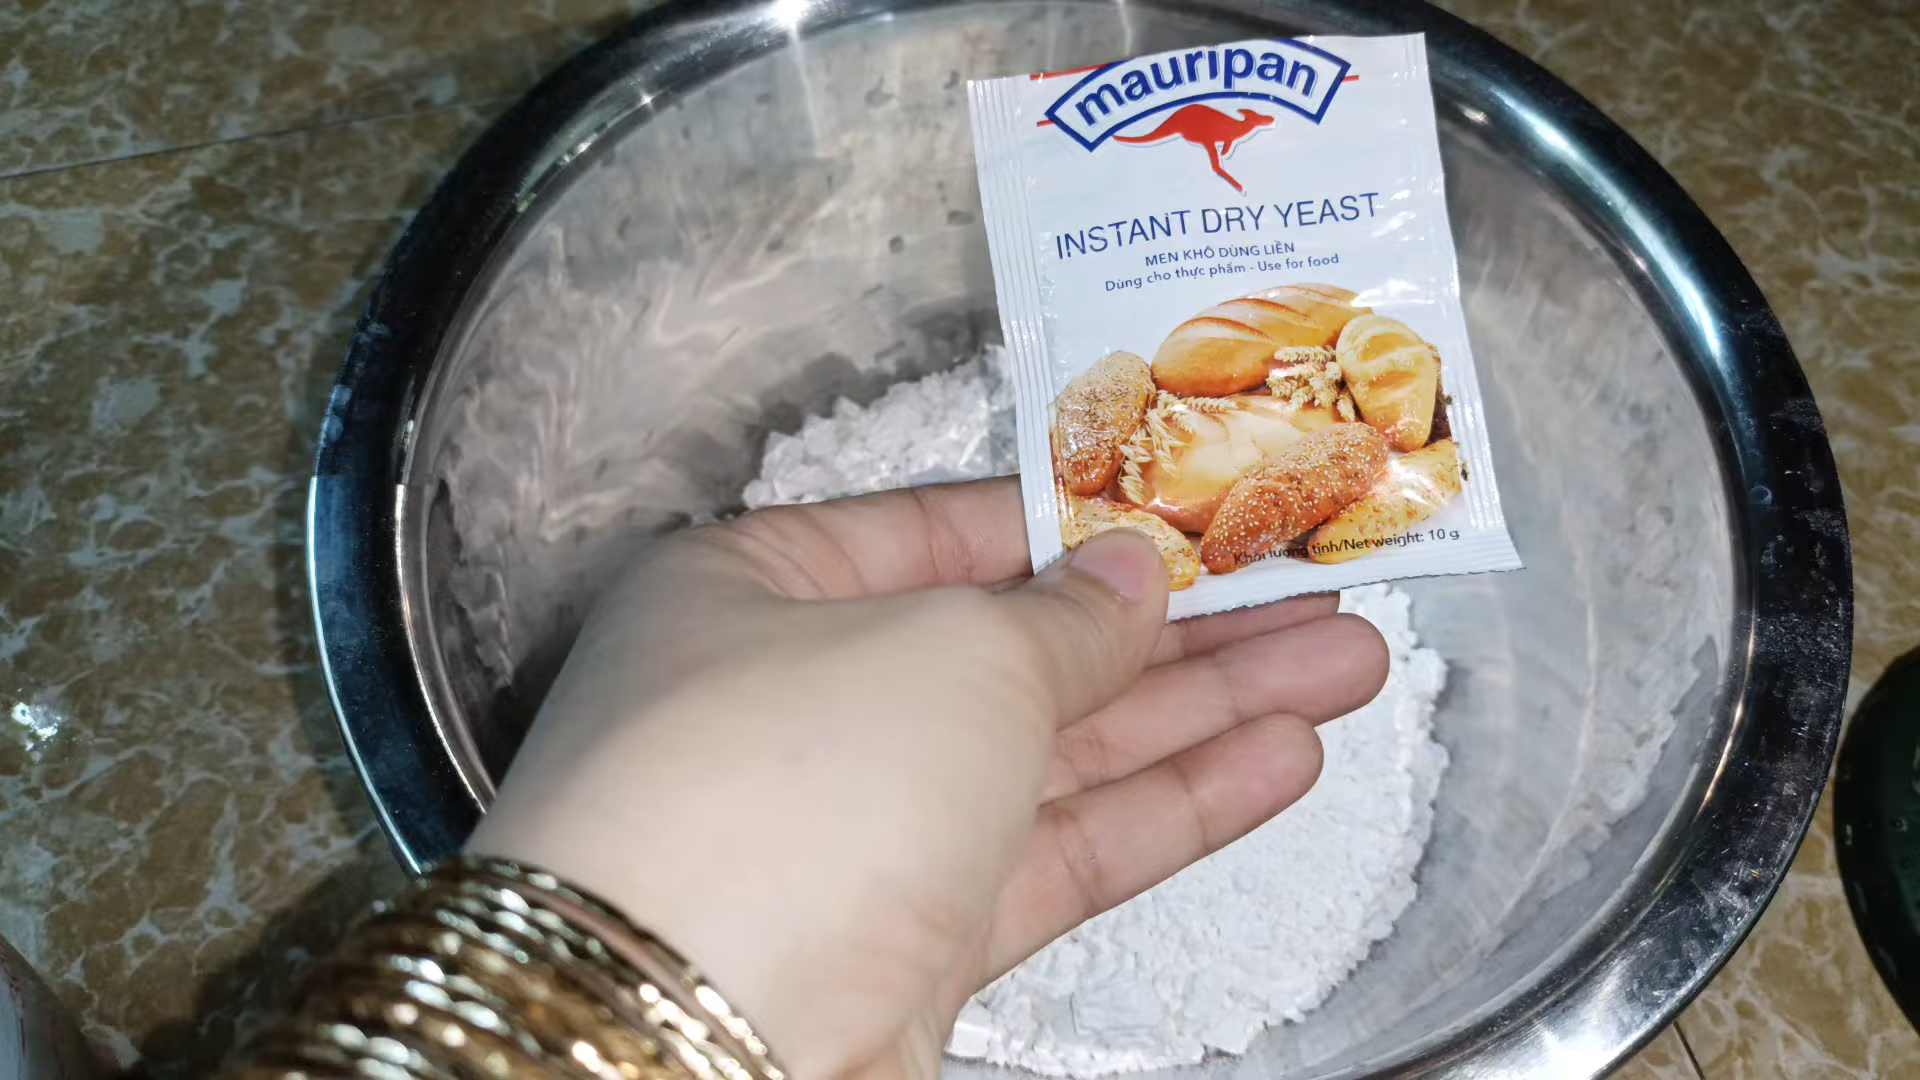 mauripan
INSTANT DRY YEAST
MEN KHÔ DÙNG LIỀN
Dùng cho thực phẩm - Use for food
Khối lượng tịnh/Net weight: 10 g